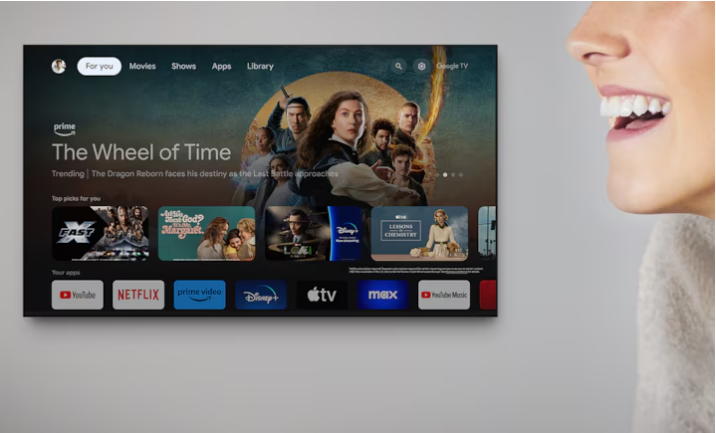 For you Movies Shows Apps Library Google TV
prime
The Wheel of Time
Trending | The Dragon Reborn faces his destiny as the Last Battle approaches
Top picks for you
FAST X
Are You There God? It's Me, Margaret.
Disney+
LESSONS IN CHEMISTRY
Your apps
YouTube NETFLIX prime video Disney+ tv max YouTube Music